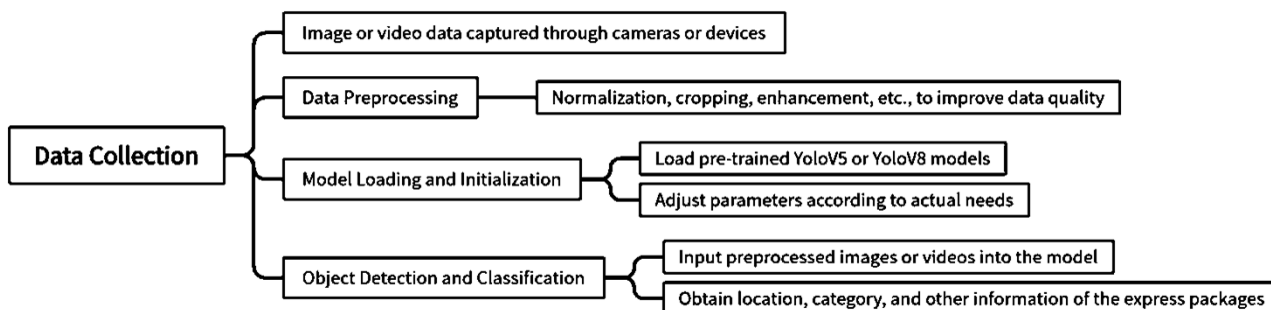 Image or video data captured through cameras or devices
Data Preprocessing
Normalization, cropping, enhancement, etc., to improve data quality
Data Collection
Model Loading and Initialization
Load pre-trained YoloV5 or YoloV8 models
Adjust parameters according to actual needs
Object Detection and Classification
Input preprocessed images or videos into the model
Obtain location, category, and other information of the express packages